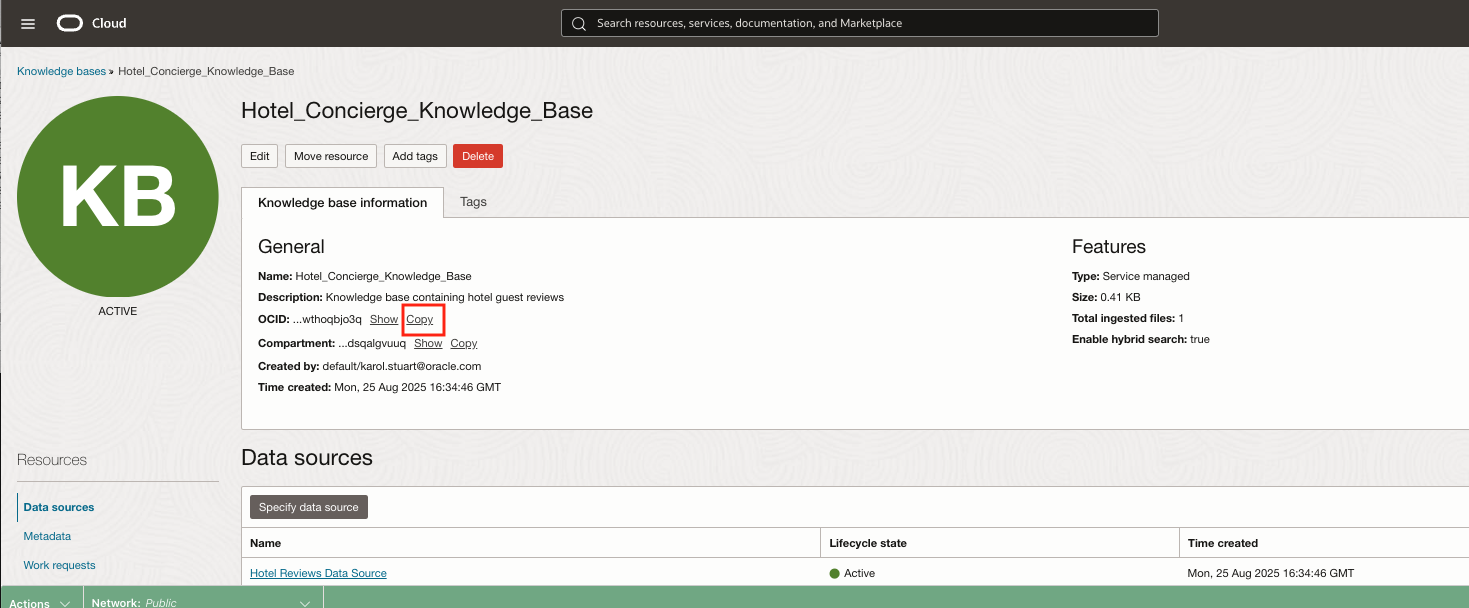 Cloud
Search resources, services, documentation, and Marketplace
Knowledge bases » Hotel_Concierge_Knowledge_Base
KB
ACTIVE
Hotel_Concierge_Knowledge_Base
Edit Move resource Add tags Delete
Knowledge base information Tags
General
Name: Hotel_Concierge_Knowledge_Base
Description: Knowledge base containing hotel guest reviews
OCID: ...wthoqbjo3q Show Copy
Compartment: ...dsqalgvuuq Show Copy
Created by: default/karol.stuart@oracle.com
Time created: Mon, 25 Aug 2025 16:34:46 GMT
Features
Type: Service managed
Size: 0.41 KB
Total ingested files: 1
Enable hybrid search: true
Resources
Data sources
Metadata
Work requests
Data sources
Specify data source
Name Lifecycle state Time created
Hotel Reviews Data Source Active Mon, 25 Aug 2025 16:34:46 GMT
Actions Network: Public